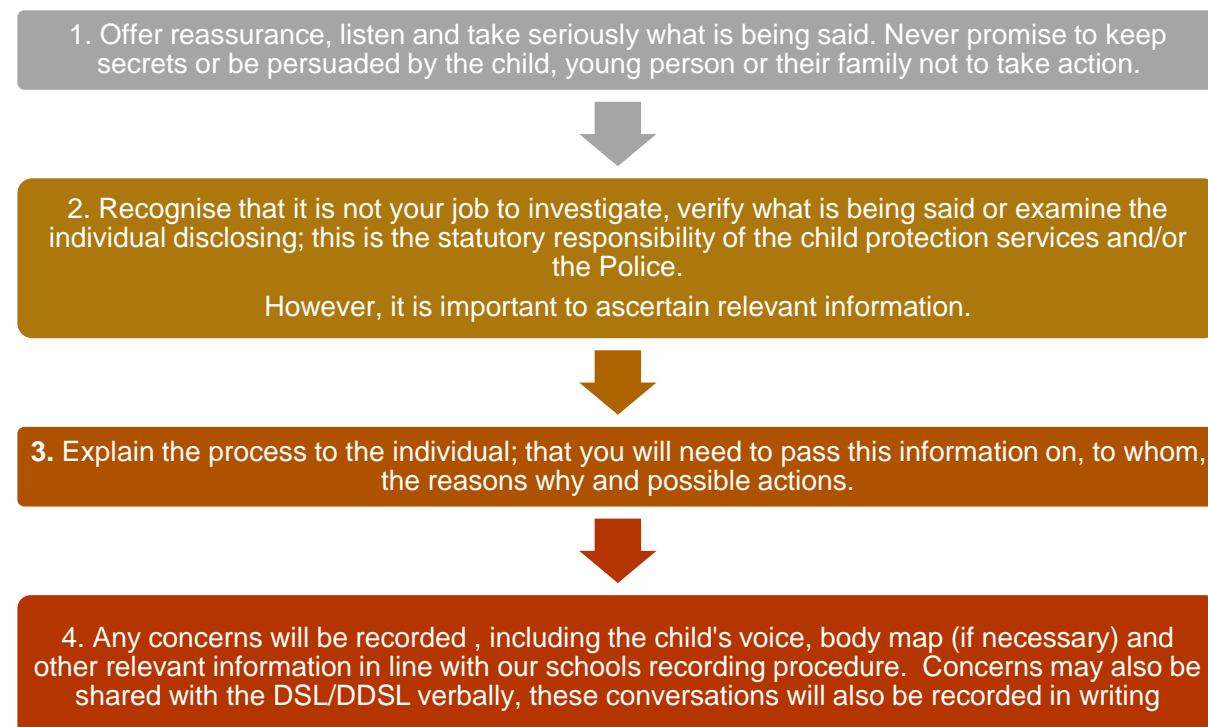 1. Offer reassurance, listen and take seriously what is being said. Never promise to keep
secrets or be persuaded by the child, young person or their family not to take action.
2. Recognise that it is not your job to investigate, verify what is being said or examine the
individual disclosing; this is the statutory responsibility of the child protection services and/or
the Police.
However, it is important to ascertain relevant information.
3. Explain the process to the individual; that you will need to pass this information on, to whom,
the reasons why and possible actions.
4. Any concerns will be recorded , including the child's voice, body map (if necessary) and
other relevant information in line with our schools recording procedure.  Concerns may also be
shared with the DSL/DDSL verbally, these conversations will also be recorded in writing